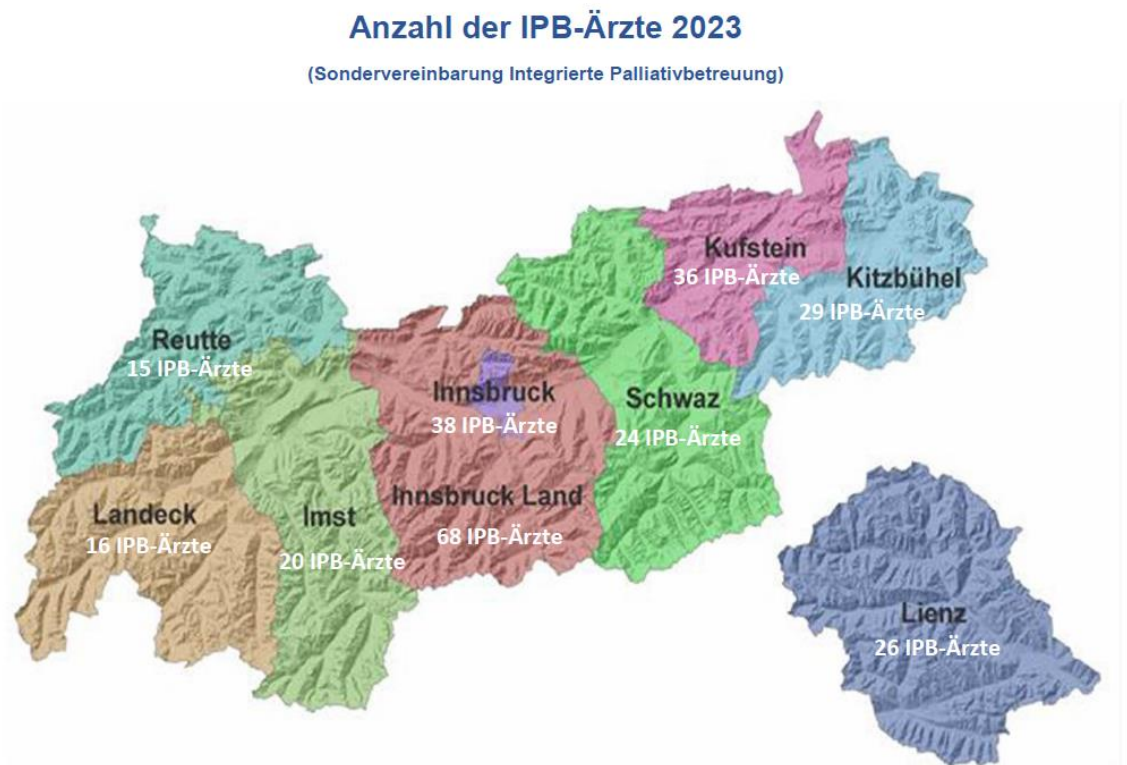 Anzahl der IPB-Ärzte 2023
(Sondervereinbarung Integrierte Palliativbetreuung)
Kufstein
36 IPB-Ärzte
Kitzbühel
29 IPB-Ärzte
Reutte
15 IPB-Ärzte
Innsbruck
38 IPB-Ärzte
Schwaz
24 IPB-Ärzte
Innsbruck Land
68 IPB-Ärzte
Landeck
16 IPB-Ärzte
Imst
20 IPB-Ärzte
Lienz
26 IPB-Ärzte